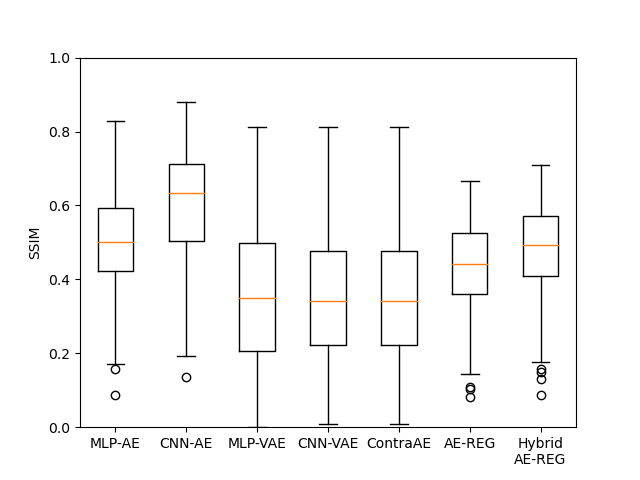 1.0
0.8
0.6
0.4
0.2
0.0
SSIM
MLP-AE
CNN-AE
MLP-VAE
CNN-VAE
ContraAE
AE-REG
Hybrid
AE-REG